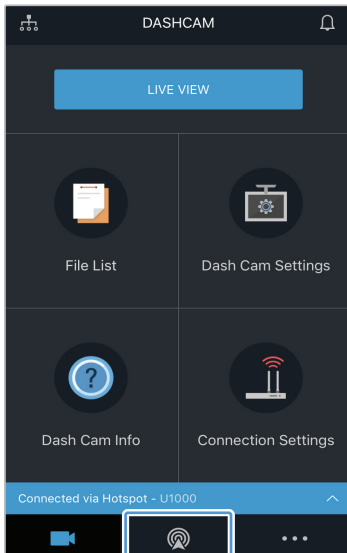 DASHCAM
LIVE VIEW
File List
Dash Cam Settings
Dash Cam Info
Connection Settings
Connected via Hotspot - U1000